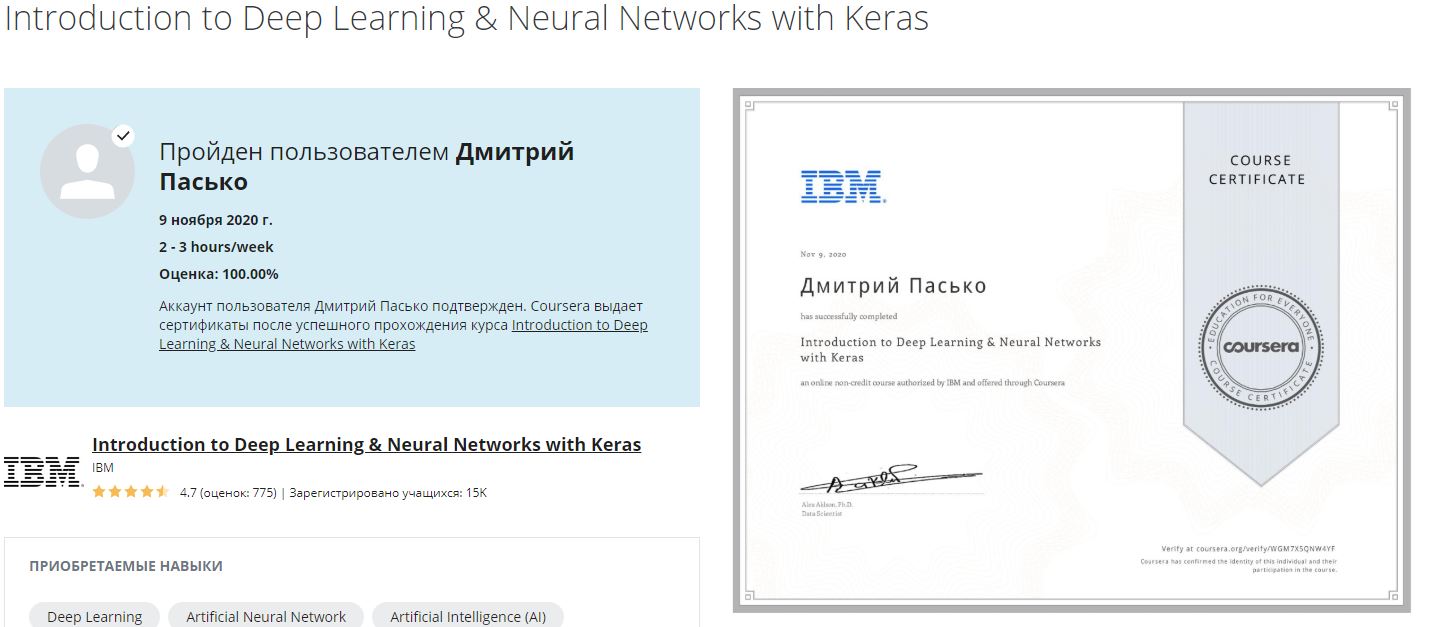 Introduction to Deep Learning & Neural Networks with Keras
Пройден пользователем Дмитрий
Пасько
9 ноября 2020 г.
2 - 3 hours/week
Оценка: 100.00%
Аккаунт пользователя Дмитрий Пасько подтвержден. Coursera выдает
сертификаты после успешного прохождения курса Introduction to Deep
Learning & Neural Networks with Keras
IBM
Introduction to Deep Learning & Neural Networks with Keras
IBM
4.7 (оценок: 775) | Зарегистрировано учащихся: 15K
ПРИОБРЕТАЕМЫЕ НАВЫКИ
Deep Learning
Artificial Neural Network
Artificial Intelligence (AI)
IBM
Nov 9, 2020
Дмитрий Пасько
has successfully completed
Introduction to Deep Learning & Neural Networks
with Keras
an online non-credit course authorized by IBM and offered through Coursera
Alex Aklson, Ph.D.
Data Scientist
COURSE
CERTIFICATE
EDUCATION FOR EVERYONE
coursera
COURSE CERTIFICATE
Verify at coursera.org/verify/WGM7X5QNW4YF
Coursera has confirmed the identity of this individual and their
participation in the course.